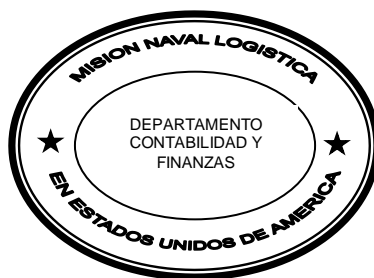 MISION NAVAL LOGISTICA
DEPARTAMENTO
CONTABILIDAD Y
FINANZAS
EN ESTADOS UNIDOS DE AMERICA